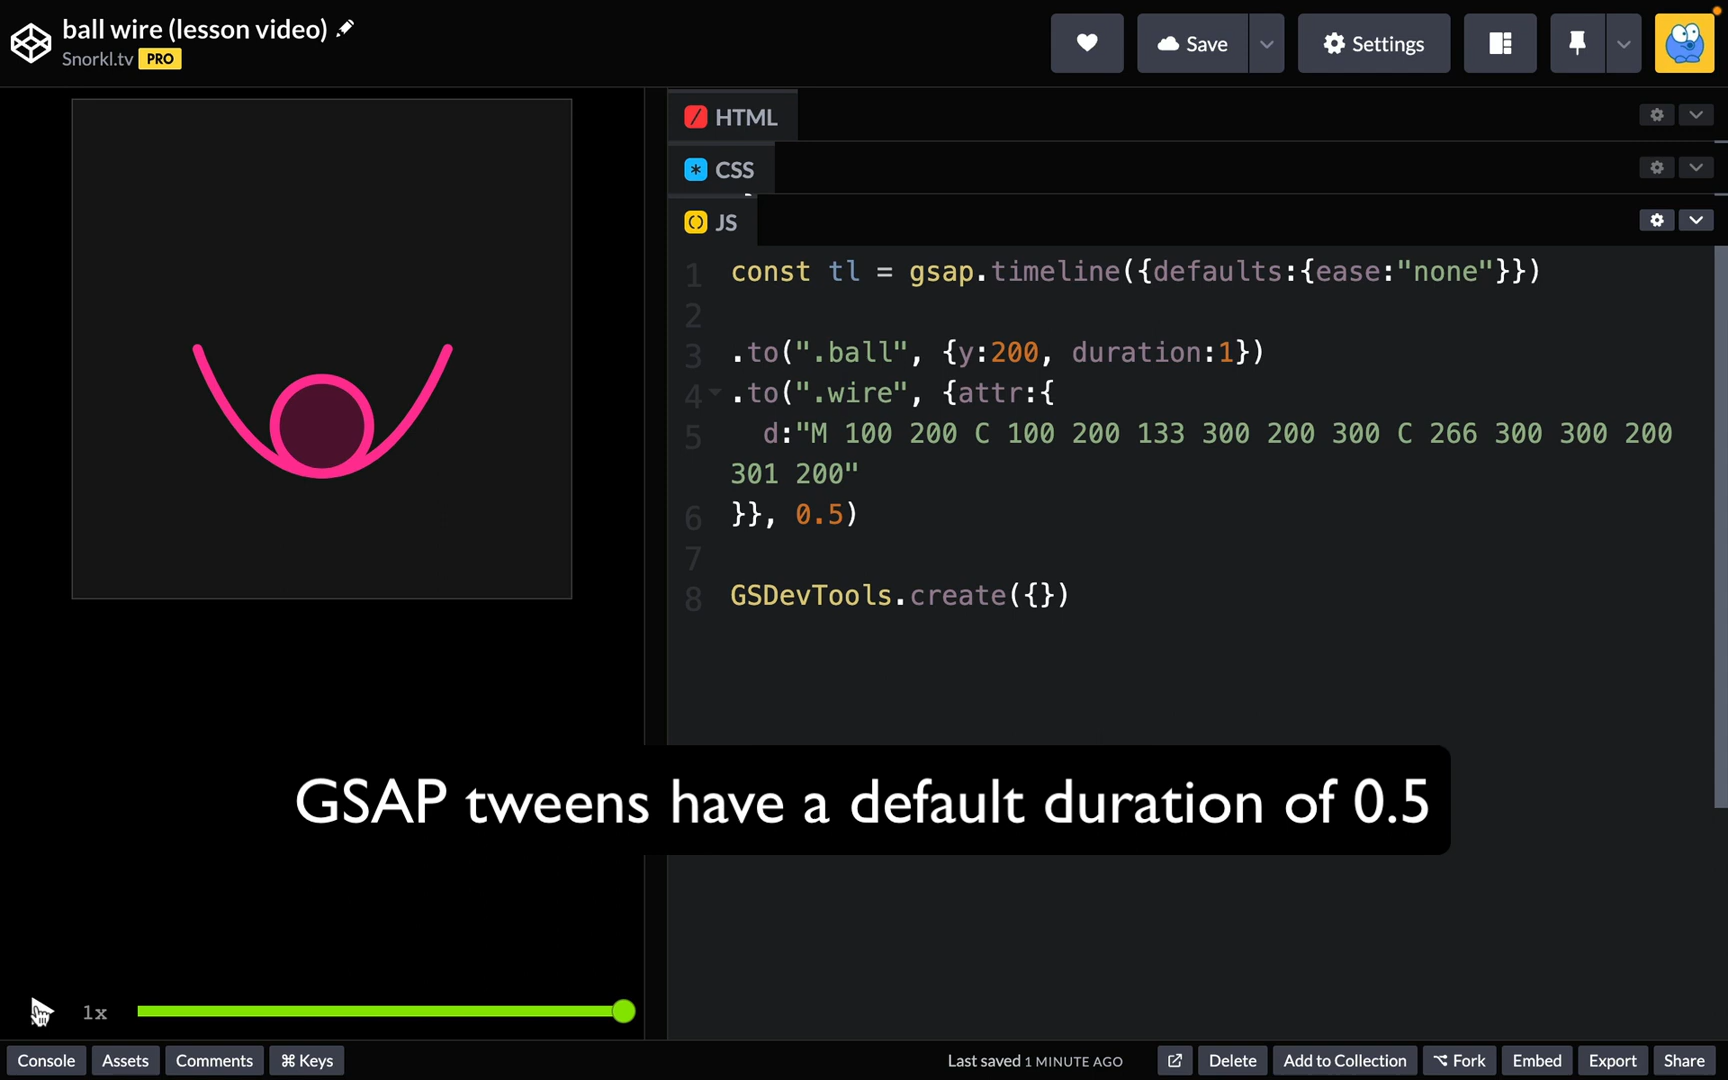 ball wire (lesson video)
Snorkl.tv PRO
Save
Settings
HTML
CSS
JS
1 const tl = gsap.timeline({defaults:{ease:"none"}})
2
3 .to(".ball", {y:200, duration:1})
4 .to(".wire", {attr:{
5 d:"M 100 200 C 100 200 133 300 200 300 C 266 300 300 200
301 200"
6 }}, 0.5)
7
8 GSDevTools.create({})
GSAP tweens have a default duration of 0.5
1x
Console Assets Comments ⌘ Keys Last saved 1 MINUTE AGO Delete Add to Collection ⌥ Fork Embed Export Share